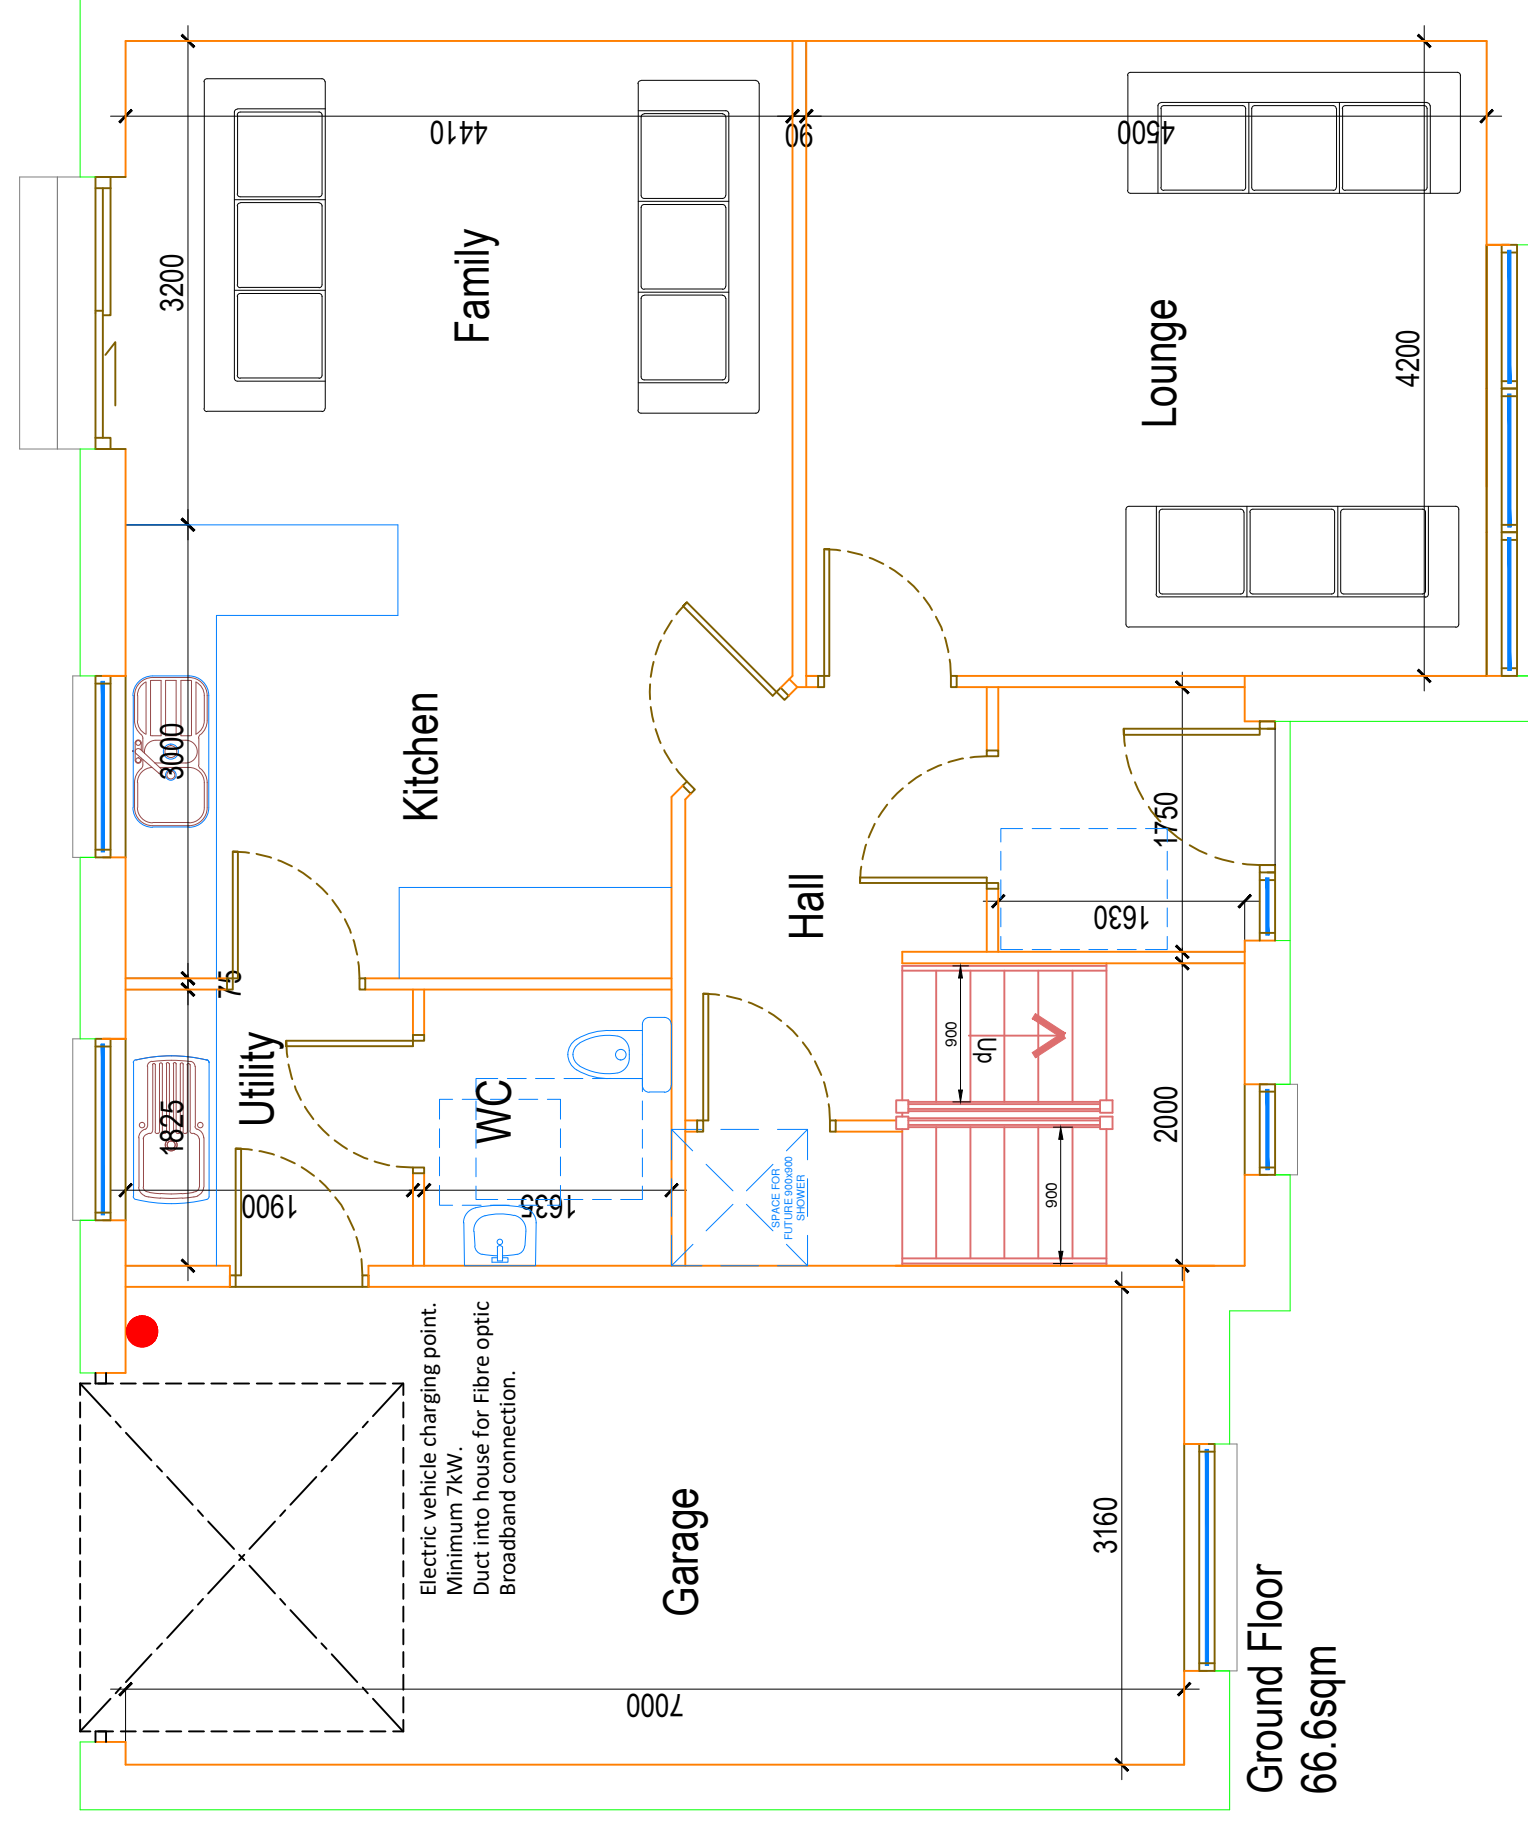 4410
90
4500
3200
Family
Lounge
4200
3000
Kitchen
Hall
1750
1630
75
Utility
WC
1825
1900
1635
900
Up
900
2000
SPACE FOR
FUTURE 900x900
SHOWER
Electric vehicle charging point.
Minimum 7kW.
Duct into house for Fibre optic
Broadband connection.
Garage
3160
7000
Ground Floor
66.6sqm